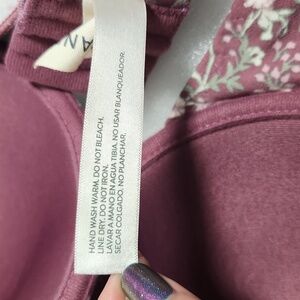 AN
HAND WASH WARM. DO NOT BLEACH.
LINE DRY. DO NOT IRON.
LAVAR A MANO EN AGUA TIBIA. NO USAR BLANQUEADOR.
SECAR COLGADO. NO PLANCHAR.